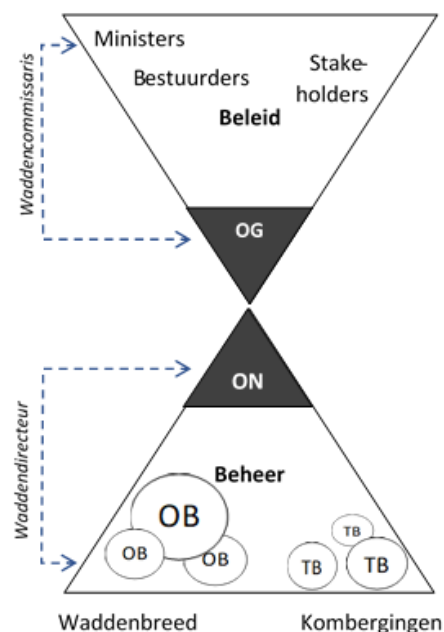 Ministers
Bestuurders
Stake-
holders
Beleid
Waddencommissaris
OG
ON
Waddendirecteur
Beheer
OB
OB
OB
TB
TB
TB
Waddenbreed
Kombergingen